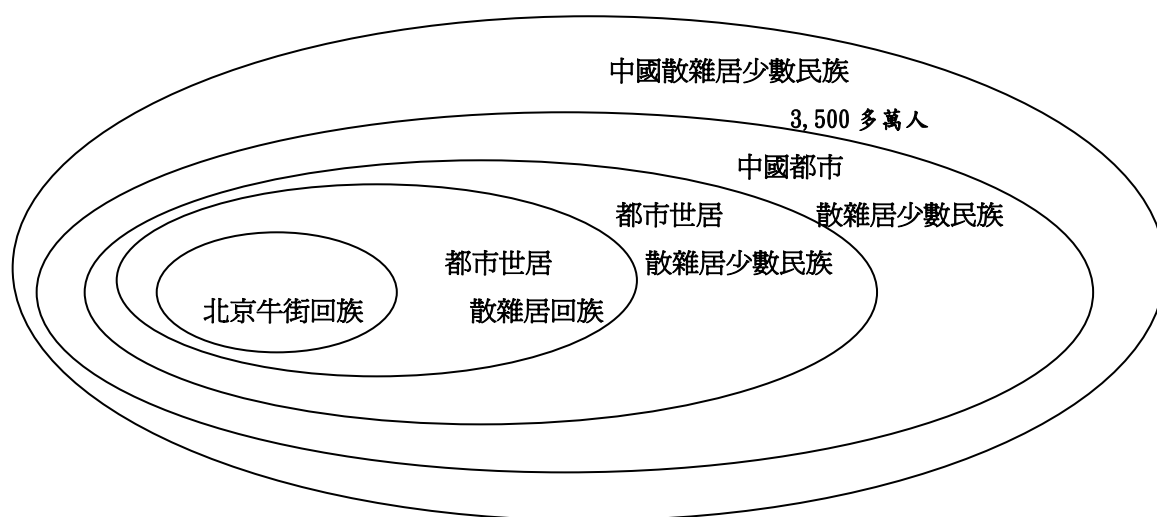 中國散雜居少數民族
3,500 多萬人
中國都市
散雜居少數民族
都市世居
散雜居少數民族
都市世居
散雜居回族
北京牛街回族